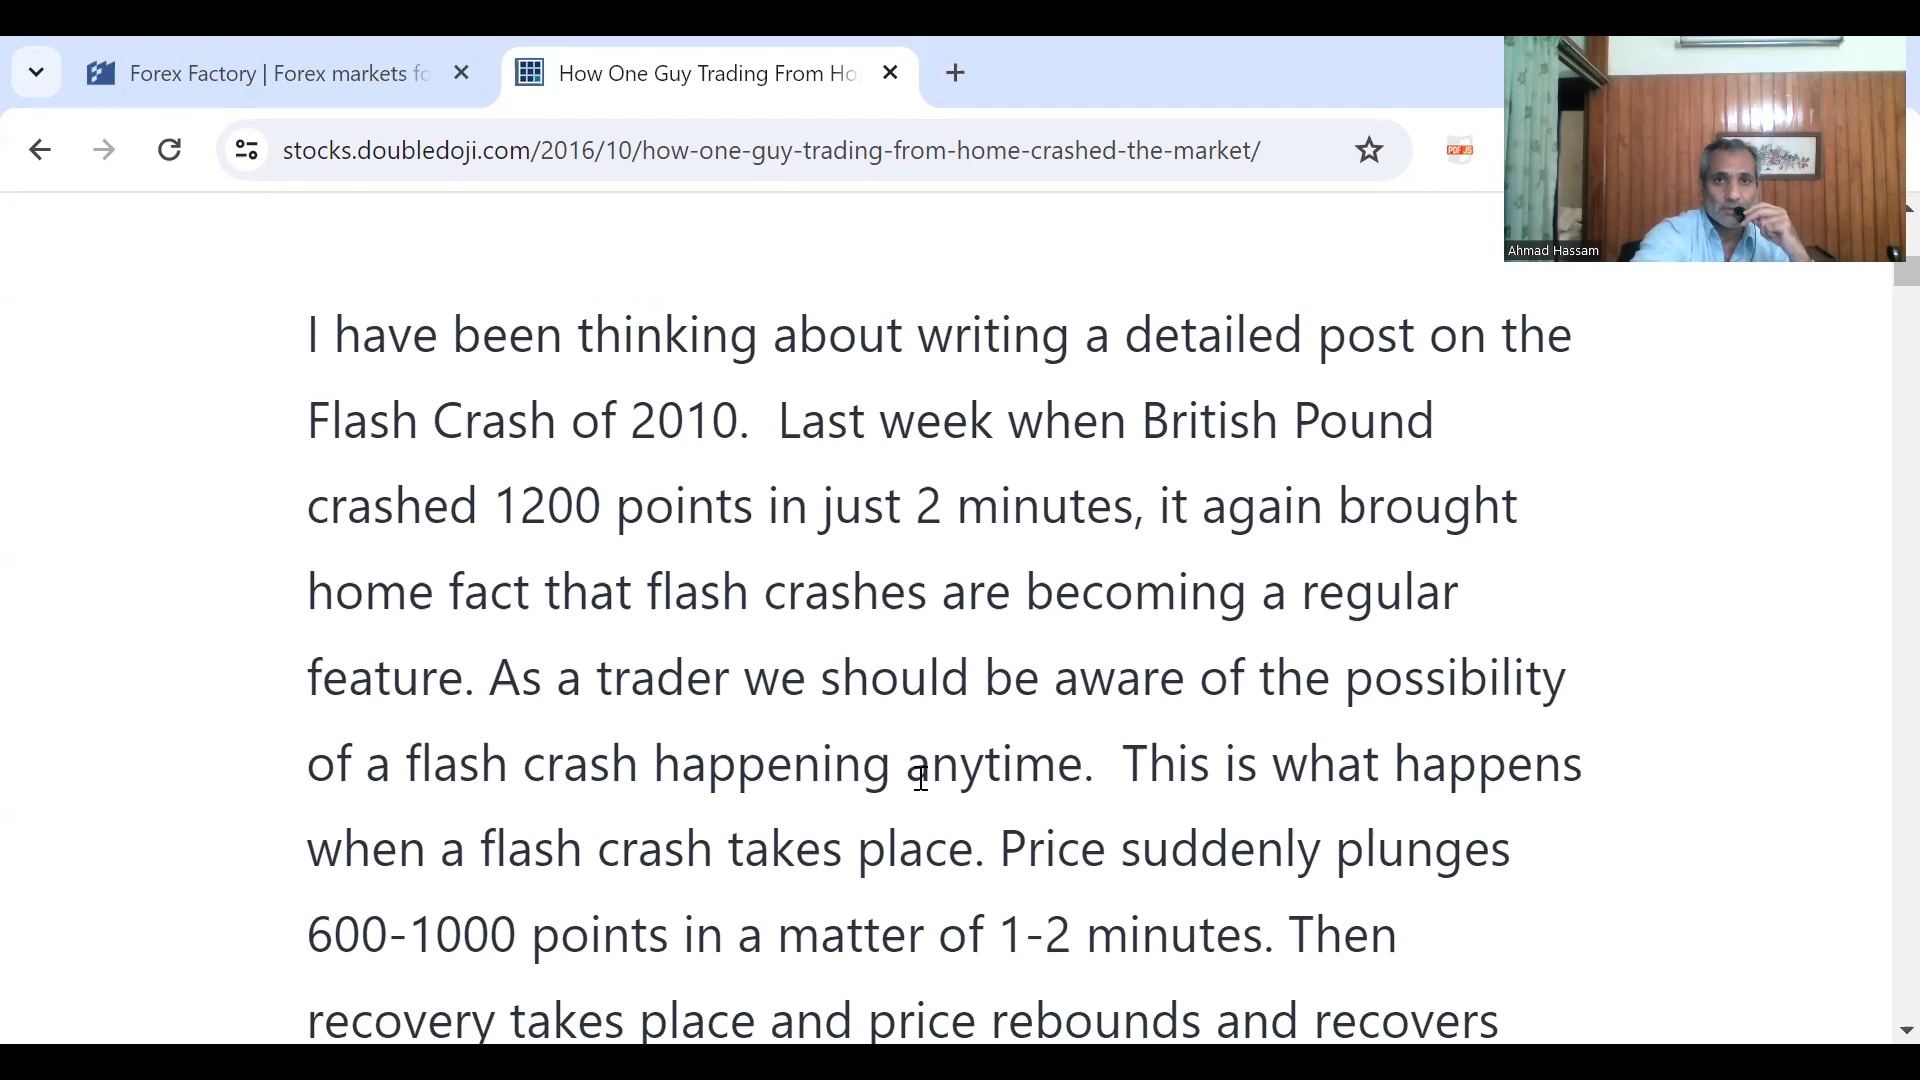 Forex Factory | Forex markets fo
How One Guy Trading From Ho
stocks.doubledoji.com/2016/10/how-one-guy-trading-from-home-crashed-the-market/
PDF JS
Ahmad Hassam
I have been thinking about writing a detailed post on the
Flash Crash of 2010. Last week when British Pound
crashed 1200 points in just 2 minutes, it again brought
home fact that flash crashes are becoming a regular
feature. As a trader we should be aware of the possibility
of a flash crash happening anytime. This is what happens
when a flash crash takes place. Price suddenly plunges
600-1000 points in a matter of 1-2 minutes. Then
recovery takes place and price rebounds and recovers